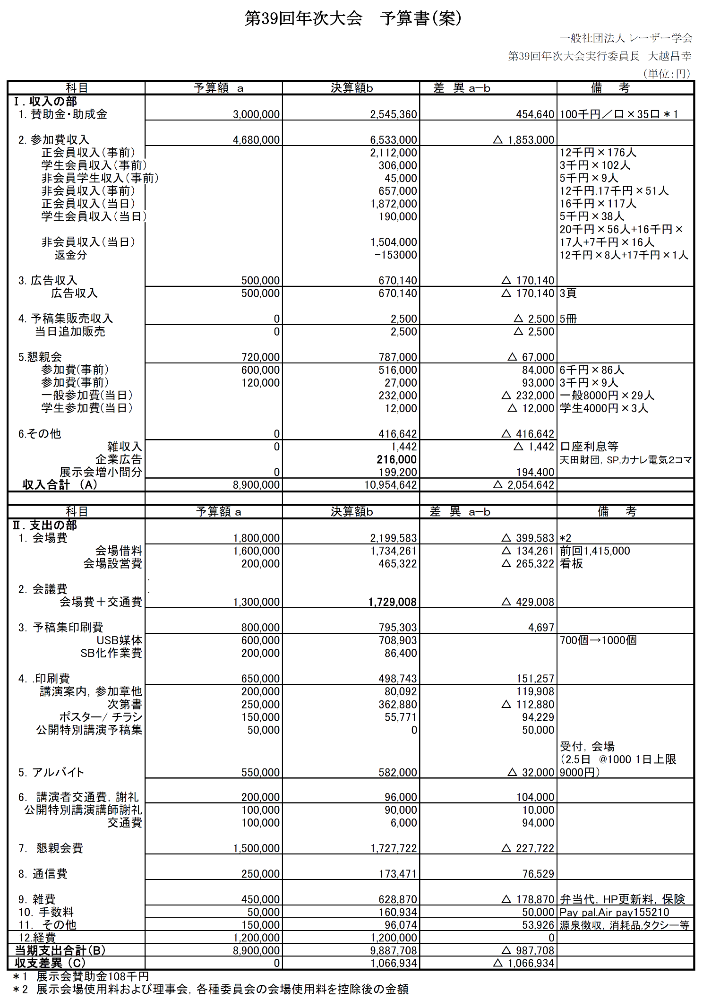 第39回年次大会　予算書(案)
一般社団法人 レーザー学会
第39回年次大会実行委員長　大越昌幸
（単位：円）
科目 予算額　a 決算額b 差　異 a－b 備　考
Ⅰ．収入の部
1. 賛助金・助成金 3,000,000 2,545,360 454,640 100千円／口×35口＊1
2. 参加費収入 4,680,000 6,533,000 △ 1,853,000
正会員収入（事前） 2,112,000 12千円×176人
学生会員収入（事前） 306,000 3千円×102人
非会員学生収入（事前） 45,000 5千円×9人
非会員収入（事前） 657,000 12千円.17千円×51人
正会員収入（当日） 1,872,000 16千円×117人
学生会員収入（当日） 190,000 5千円×38人
20千円×56人+16千円×
非会員収入（当日） 1,504,000 17人+7千円×16人
返金分 -153000 12千円×8人+17千円×1人
3. 広告収入 500,000 670,140 △ 170,140
広告収入 500,000 670,140 △ 170,140 3頁
4. 予稿集販売収入 0 2,500 △ 2,500 5冊
当日追加販売 0 2,500 △ 2,500
5.懇親会 720,000 787,000 △ 67,000
参加費(事前） 600,000 516,000 84,000 6千円×86人
参加費(事前） 120,000 27,000 93,000 3千円×9人
一般参加費(当日） 232,000 △ 232,000 一般8000円×29人
学生参加費(当日） 12,000 △ 12,000 学生4000円×3人
6.その他 0 416,642 △ 416,642
雑収入 0 1,442 △ 1,442 口座利息等
企業広告 216,000 天田財団，SP,カナレ電気２コマ
展示会増小間分 0 199,200 194,400
収入合計　（A） 8,900,000 10,954,642 △ 2,054,642
科目 予算額 a 決算額b 差　異　a－b 備　考
Ⅱ．支出の部
1．会場費 1,800,000 2,199,583 △ 399,583 *2
会場借料 1,600,000 1,734,261 △ 134,261 前回1,415,000
会場設営費 200,000 465,322 △ 265,322 看板
.
2．会議費 .
会場費＋交通費 1,300,000 1,729,008 △ 429,008
3．予稿集印刷費 800,000 795,303 4,697
USB媒体 600,000 708,903 700個→1000個
SB化作業費 200,000 86,400
4．.印刷費 650,000 498,743 151,257
講演案内，参加章他 200,000 80,092 119,908
次第書 250,000 362,880 △ 112,880
ポスター/ チラシ 150,000 55,771 94,229
公開特別講演予稿集 50,000 0 50,000
受付，会場
（2.5日　@1000 1日上限
5．アルバイト 550,000 582,000 △ 32,000 9000円）
6．講演者交通費，謝礼 200,000 96,000 104,000
公開特別講演講師謝礼 100,000 90,000 10,000
交通費 100,000 6,000 94,000
7．懇親会費 1,500,000 1,727,722 △ 227,722
8．通信費 250,000 173,471 76,529
9．雑費 450,000 628,870 △ 178,870 弁当代，HP更新料，保険
10．手数料 50,000 160,934 50,000 Pay pal.Air pay155210
11．その他 150,000 96,074 53,926 源泉徴収，消耗品,タクシー等
12.経費 1,200,000 1,200,000 0
当期支出合計（B） 8,900,000 9,887,708 △ 987,708
収支差異（C） 0 1,066,934 △ 1,066,934
＊1　展示会賛助金108千円
＊2　展示会場使用料および理事会，各種委員会の会場使用料を控除後の金額